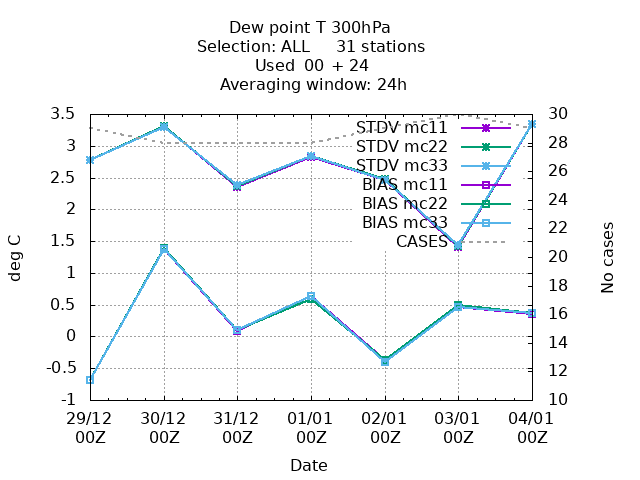 Dew point T 300hPa
Selection: ALL 31 stations
Used 00 + 24
Averaging window: 24h
3.5
3
2.5
2
1.5
1
0.5
0
-0.5
-1
deg C
30
28
26
24
22
20
18
16
14
12
10
No cases
STDV mc11
STDV mc22
STDV mc33
BIAS mc11
BIAS mc22
BIAS mc33
CASES
29/12 30/12 31/12 01/01 02/01 03/01 04/01
00Z 00Z 00Z 00Z 00Z 00Z 00Z
Date